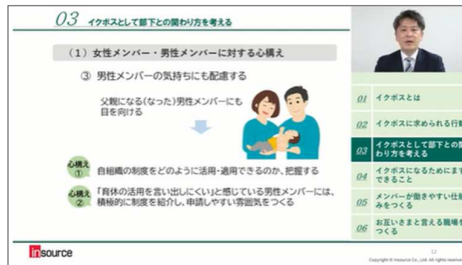 03 イクボスとして部下との関わり方を考える
（1）女性メンバー・男性メンバーに対する心構え
③ 男性メンバーの気持ちにも配慮する
父親になる（なった）男性メンバーにも
目を向ける
心構え
①
自組織の制度をどのように活用・適用できるのか、把握する
心構え
②
「育休の活用を言い出しにくい」と感じている男性メンバーには、
積極的に制度を紹介し、申請しやすい雰囲気をつくる
insource
01 イクボスとは
02 イクボスに求められる行動
03 イクボスとして部下との関
わり方を考える
04 イクボスになるためにまず
できること
05 メンバーが働きやすい仕組
みをつくる
06 お互いさまと言える職場を
つくる
12
Copyright © Insource Co., Ltd. All rights reserved.